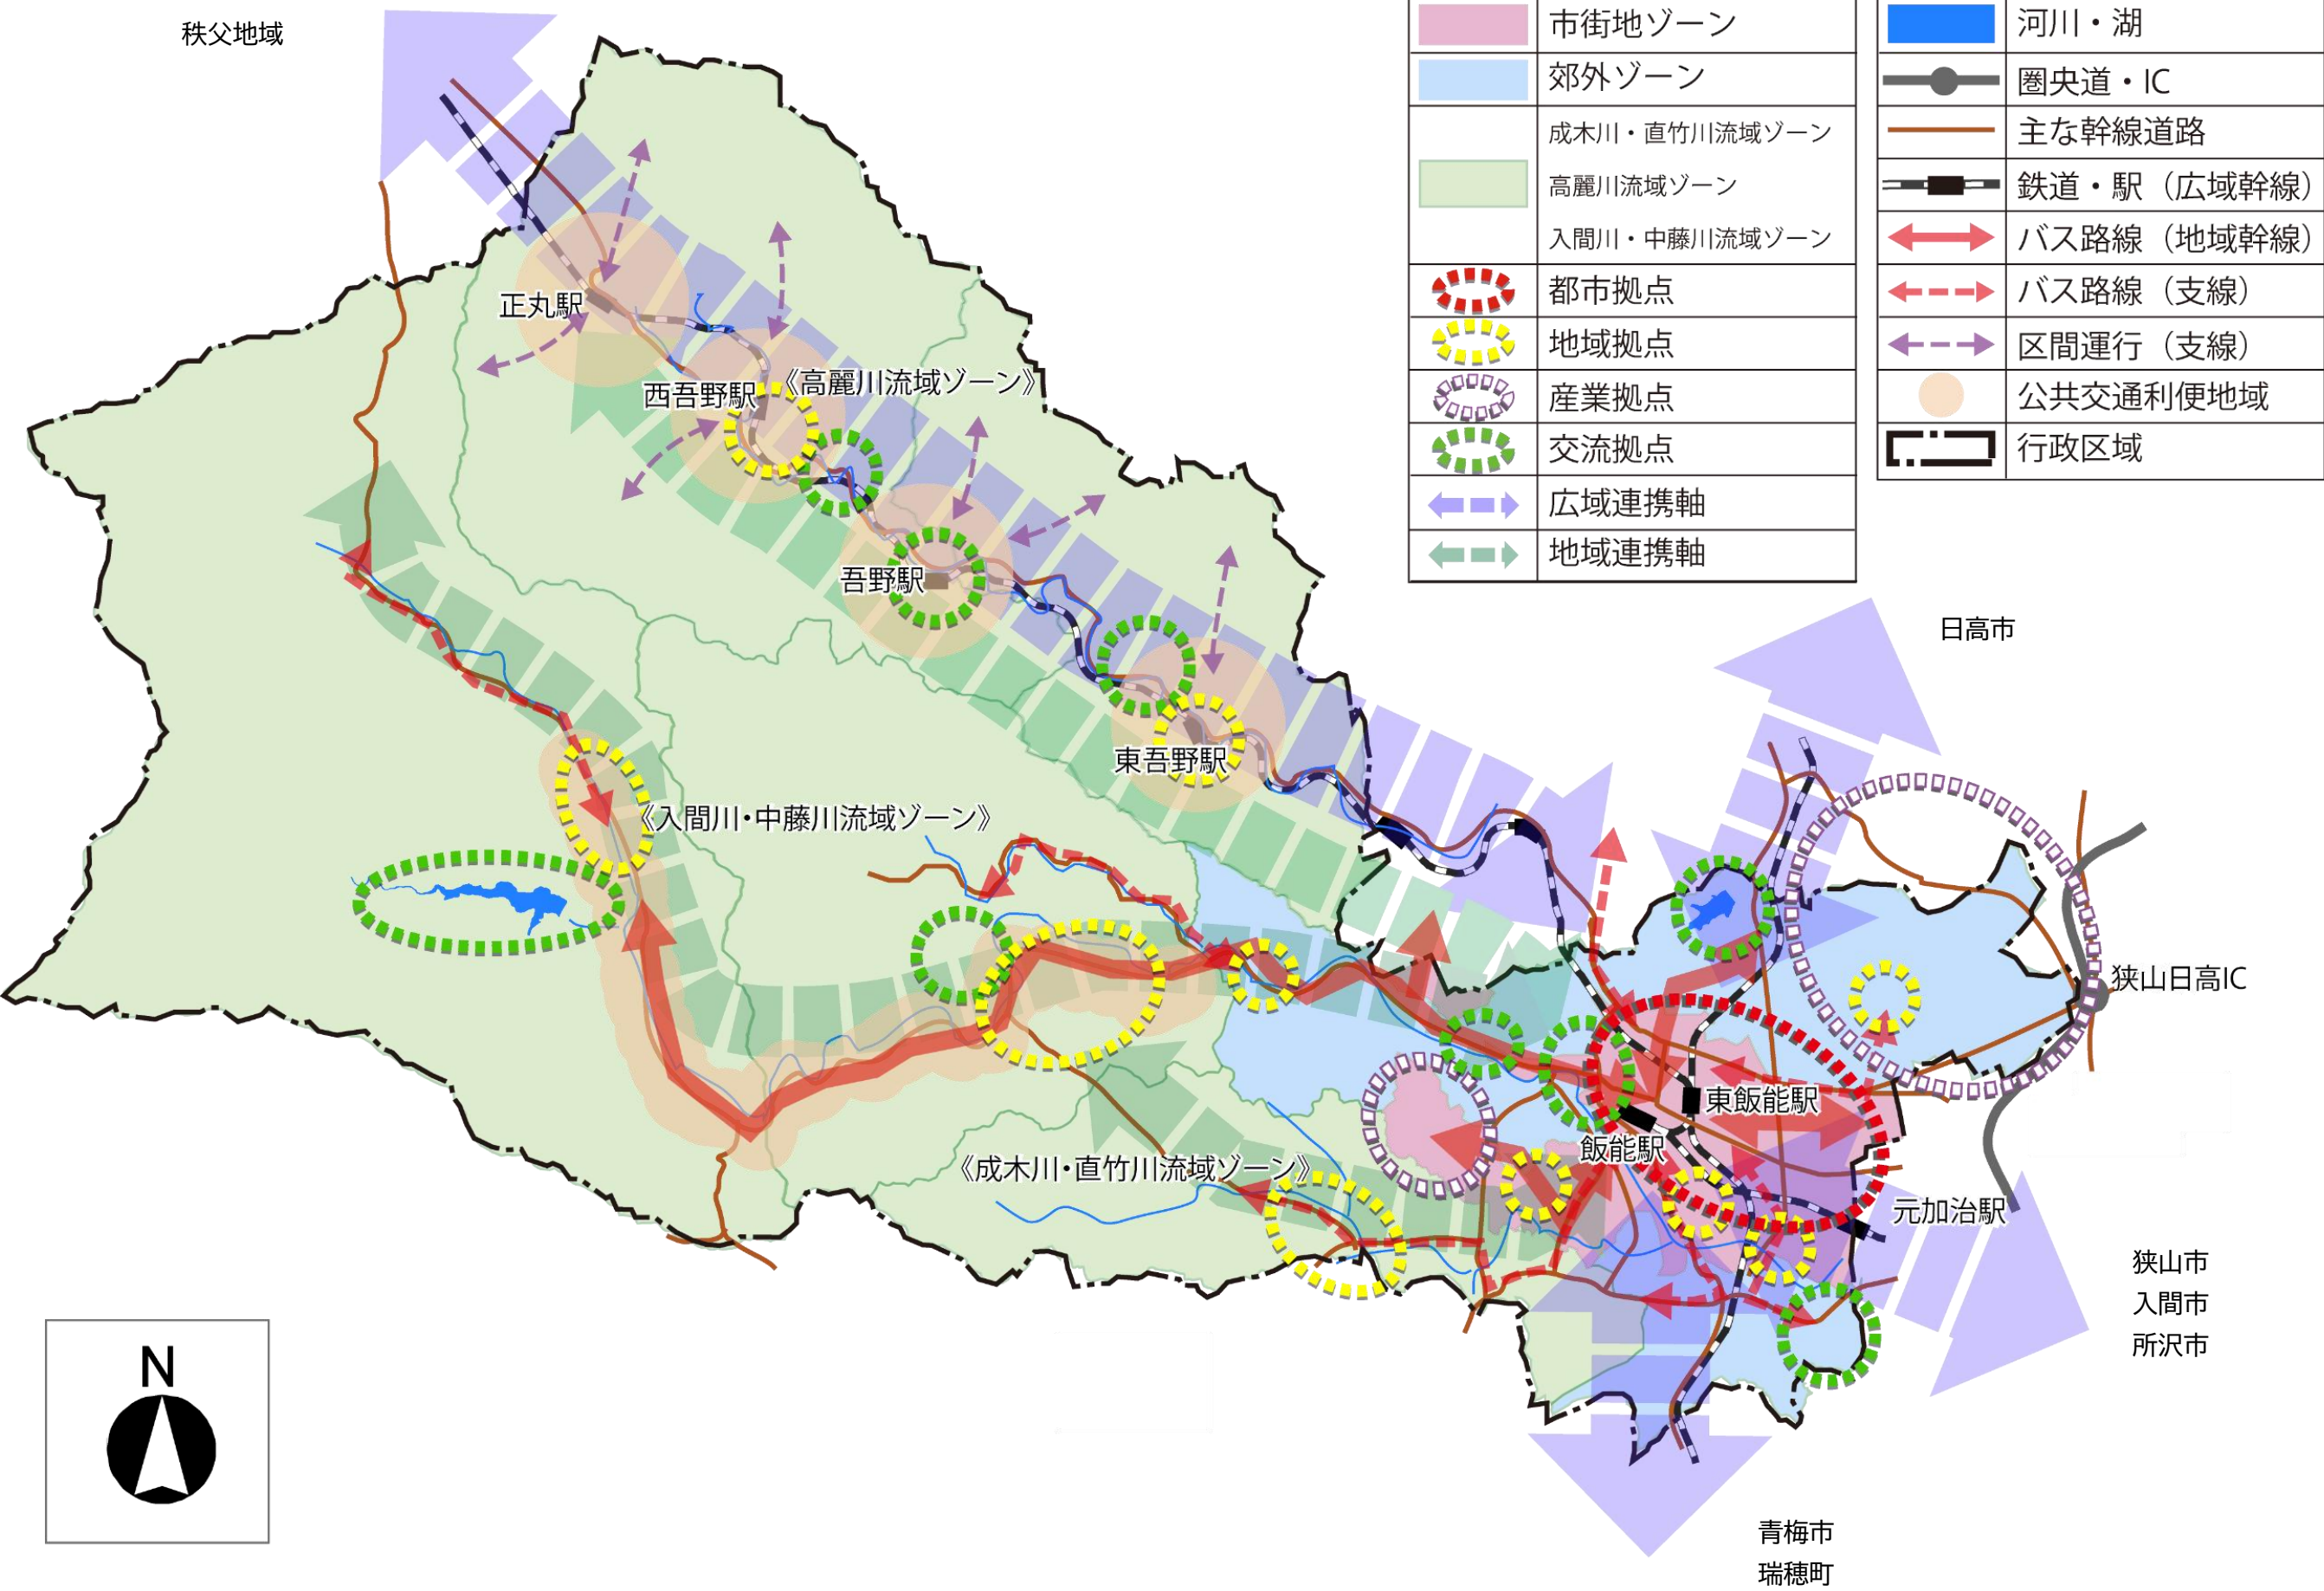 秩父地域
市街地ゾーン
郊外ゾーン
成木川・直竹川流域ゾーン
高麗川流域ゾーン
入間川・中藤川流域ゾーン
都市拠点
地域拠点
産業拠点
交流拠点
広域連携軸
地域連携軸
河川・湖
圏央道・IC
主な幹線道路
鉄道・駅（広域幹線）
バス路線（地域幹線）
バス路線（支線）
区間運行（支線）
公共交通利便地域
行政区域
正丸駅
西吾野駅
《高麗川流域ゾーン》
吾野駅
日高市
東吾野駅
《入間川・中藤川流域ゾーン》
狭山日高IC
東飯能駅
飯能駅
《成木川・直竹川流域ゾーン》
元加治駅
狭山市
入間市
所沢市
N
青梅市
瑞穂町